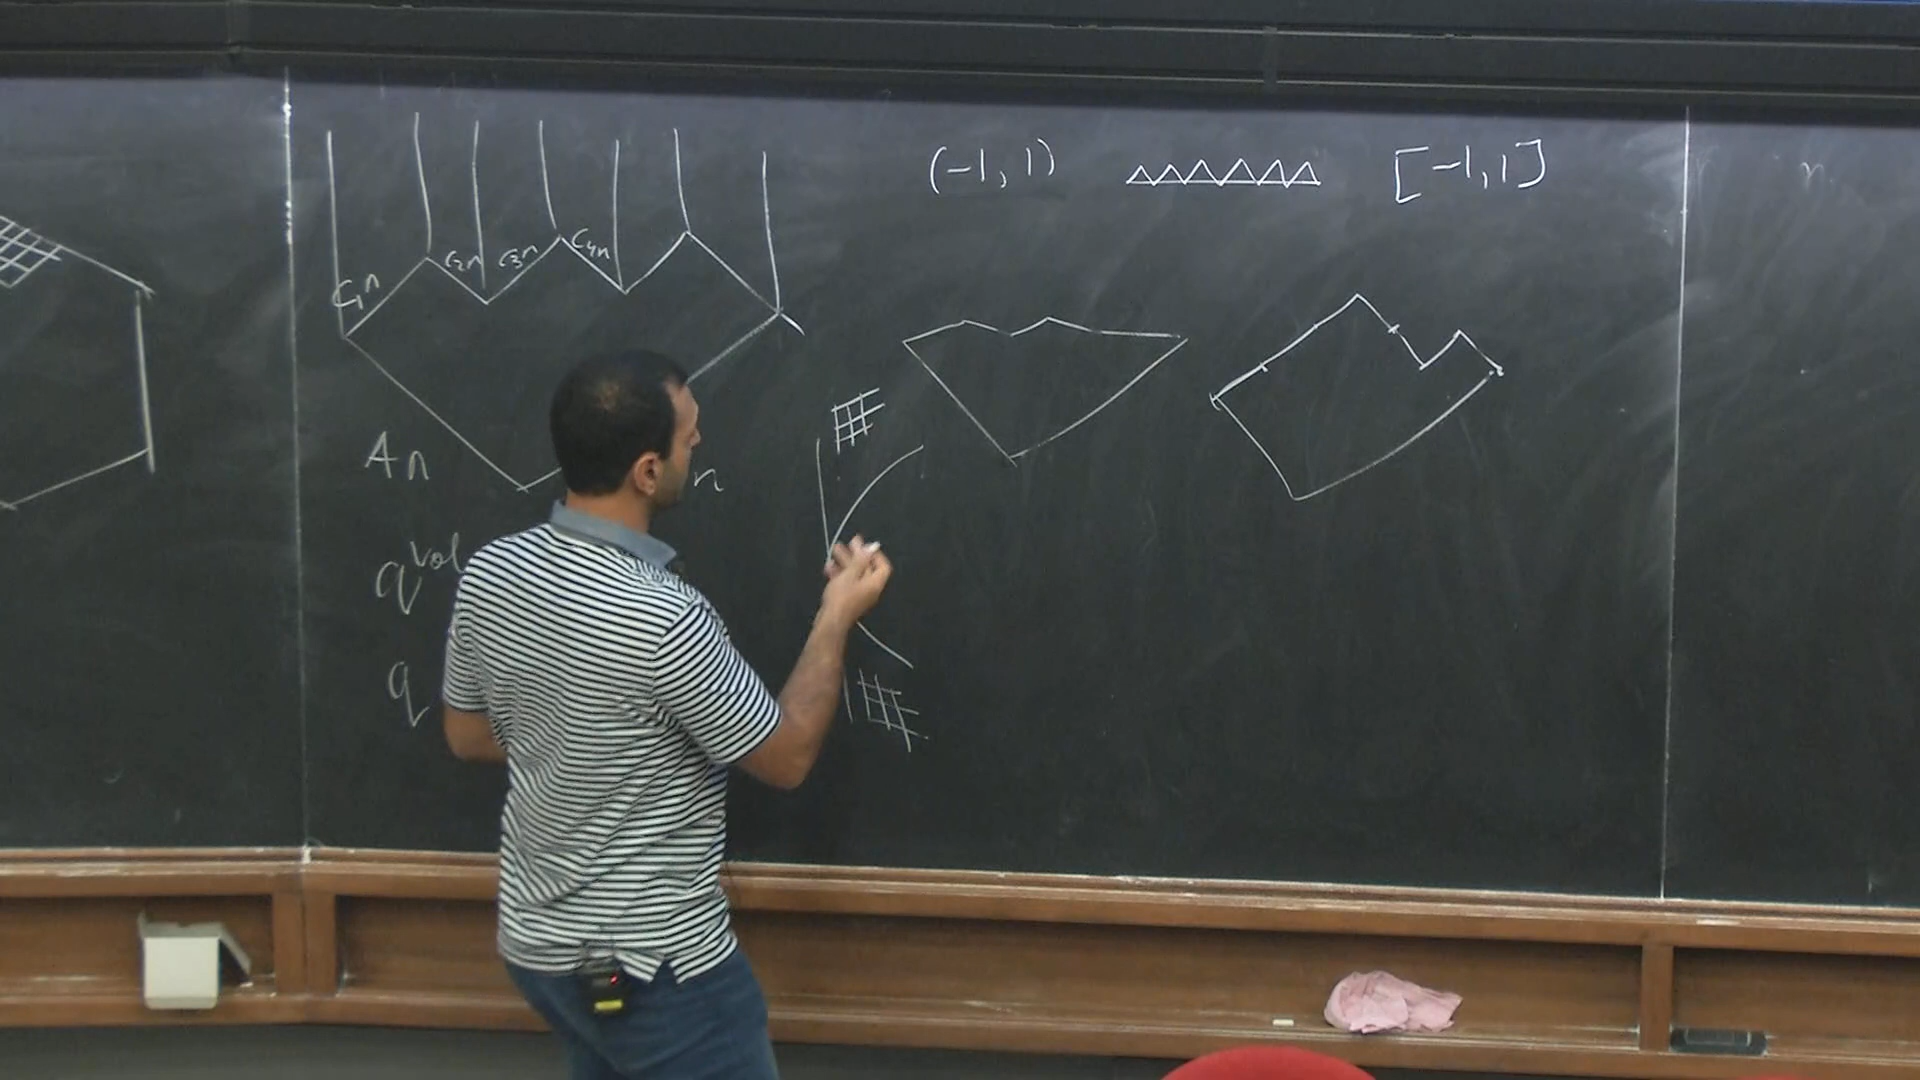 (-1, 1) [-1, 1]
C₁n C₂n C₃n C₄n
An n
q^vol
q